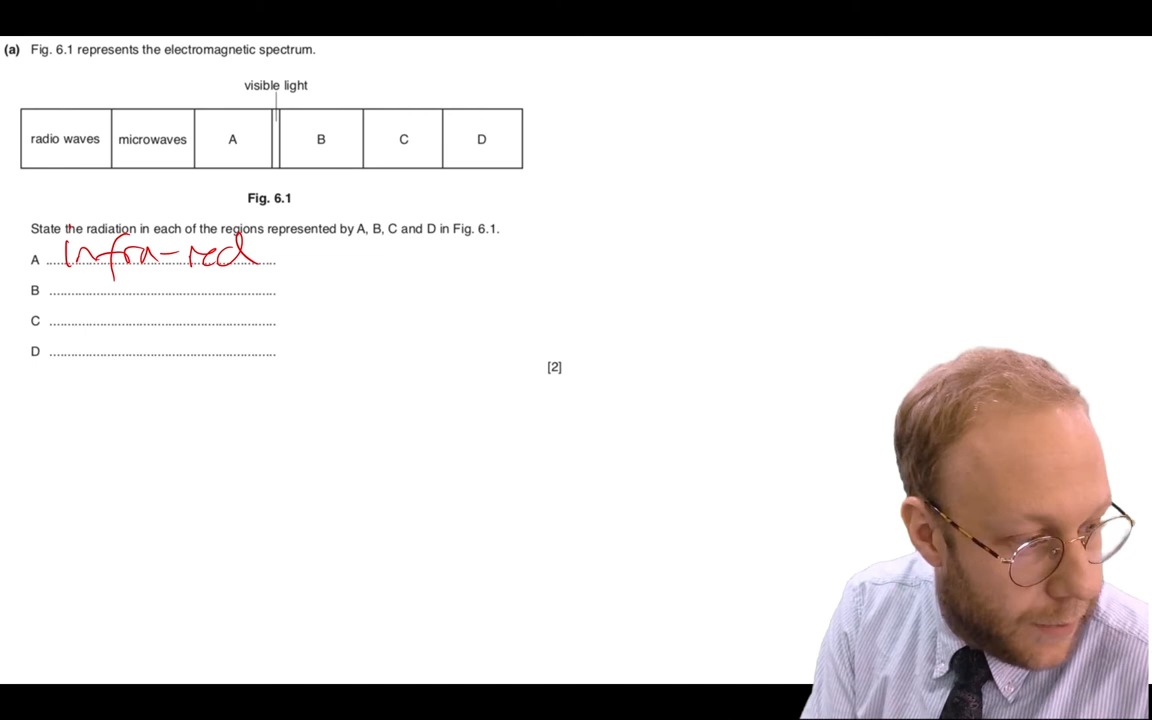 (a) Fig. 6.1 represents the electromagnetic spectrum.
visible light
radio waves microwaves A B C D
Fig. 6.1
State the radiation in each of the regions represented by A, B, C and D in Fig. 6.1.
A Infra-red
B ............................................................
C ............................................................
D ............................................................
[2]